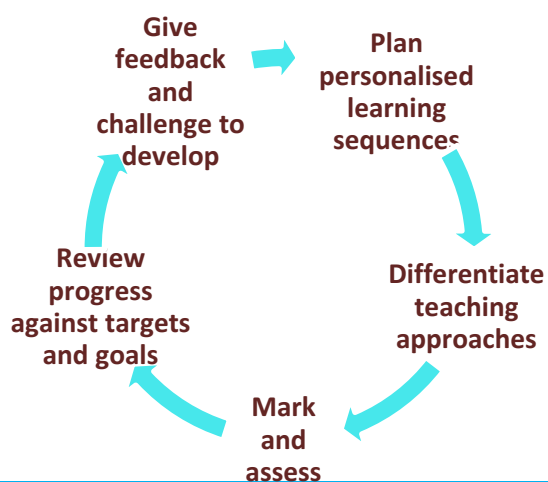 Give
feedback
and
challenge to
develop
Plan
personalised
learning
sequences
Differentiate
teaching
approaches
Mark
and
assess
Review
progress
against targets
and goals